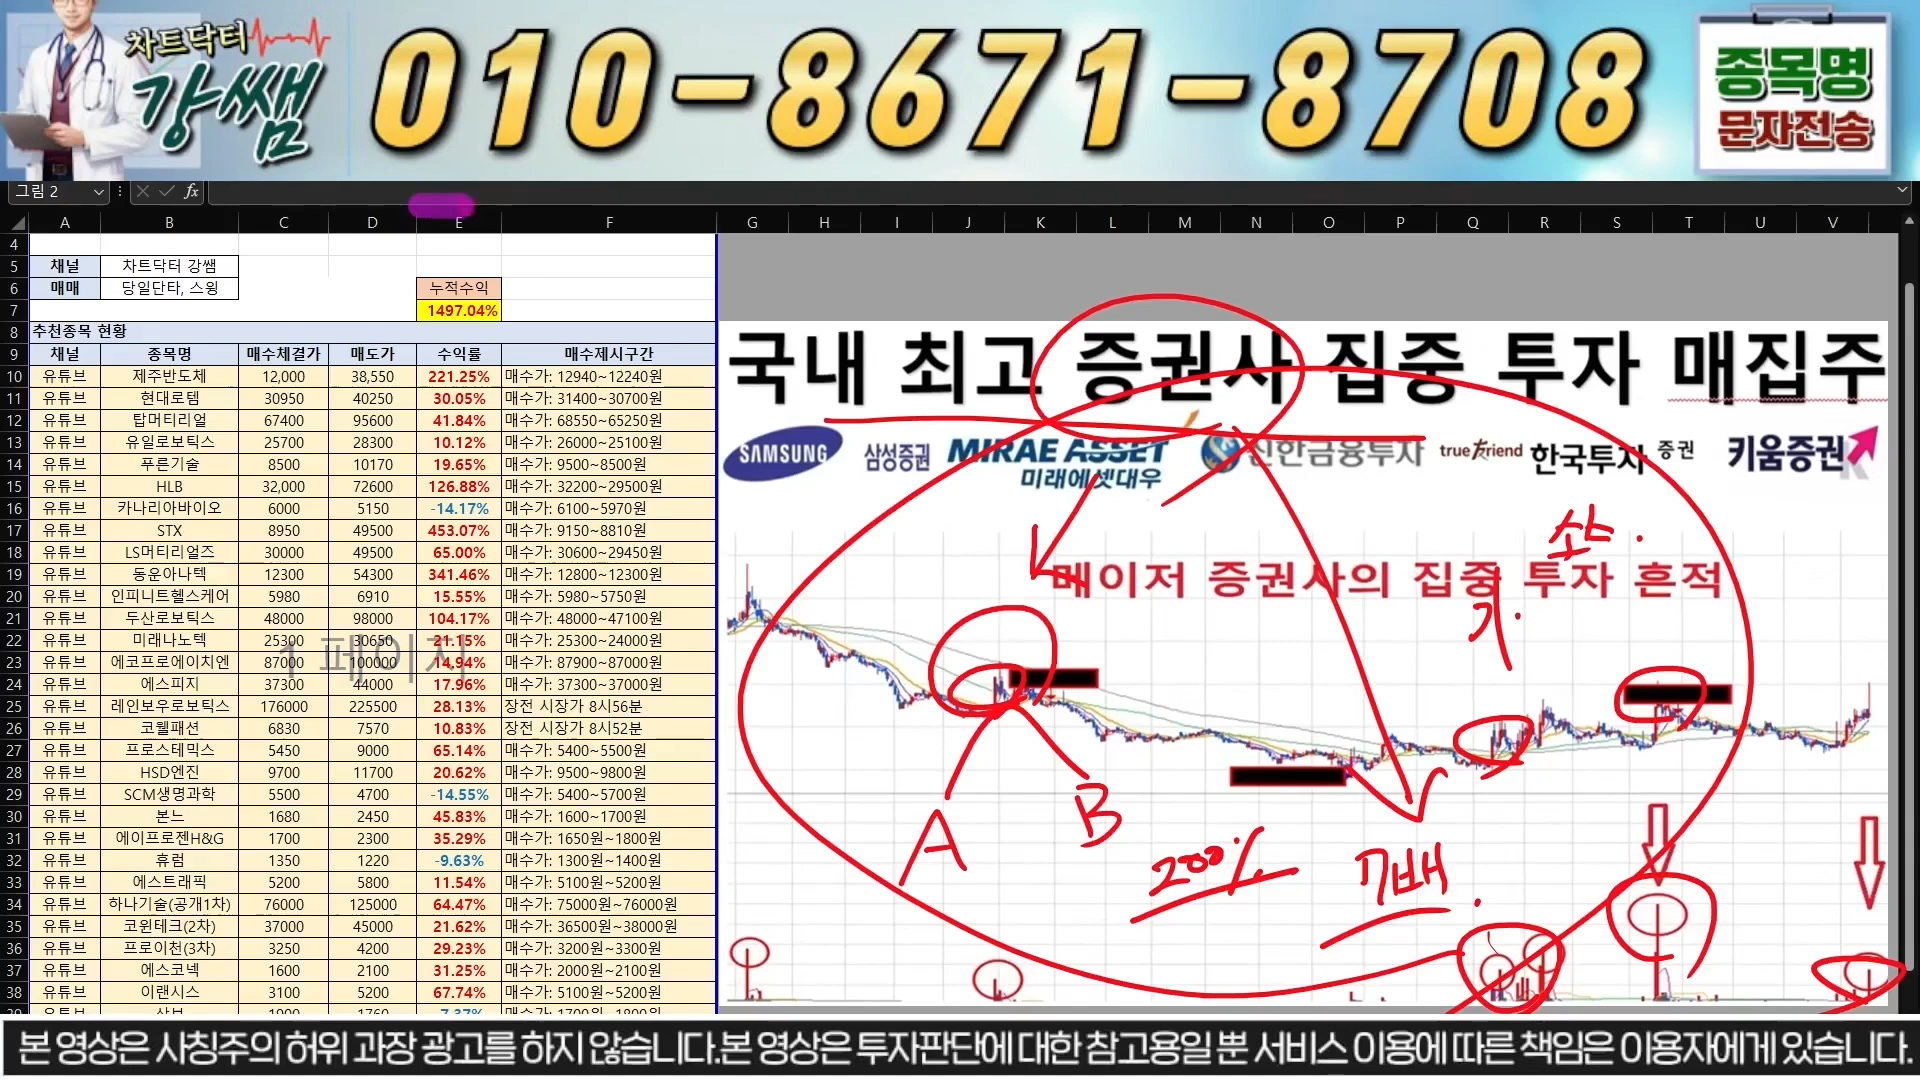 차트닥터
강쌤
010-8671-8708
종목명
문자전송
그림 2
fx
A B C D E F G H I J K L M N O P Q R S T U V
4
5 채널 차트닥터 강쌤
6 매매 당일단타, 스윙 누적수익
7 1497.04%
8 추천종목 현황
9 채널 종목명 매수체결가 매도가 수익률 매수제시구간
10 유튜브 제주반도체 12,000 38,550 221.25% 매수가: 12940~12240원
11 유튜브 현대로템 30950 40250 30.05% 매수가: 31400~30700원
12 유튜브 탑머티리얼 67400 95600 41.84% 매수가: 68550~65250원
13 유튜브 유일로보틱스 25700 28300 10.12% 매수가: 26000~25100원
14 유튜브 푸른기술 8500 10170 19.65% 매수가: 9500~8500원
15 유튜브 HLB 32,000 72600 126.88% 매수가: 32200~29500원
16 유튜브 카나리아바이오 6000 5150 -14.17% 매수가: 6100~5970원
17 유튜브 STX 8950 49500 453.07% 매수가: 9150~8810원
18 유튜브 LS머티리얼즈 30000 49500 65.00% 매수가: 30600~29450원
19 유튜브 동운아나텍 12300 54300 341.46% 매수가: 12800~12300원
20 유튜브 인피니트헬스케어 5980 6910 15.55% 매수가: 5980~5750원
21 유튜브 두산로보틱스 48000 98000 104.17% 매수가: 48000~47100원
22 유튜브 미래나노텍 25300 30650 21.15% 매수가: 25300~24000원
23 유튜브 에코프로에이치엔 87000 100000 14.94% 매수가: 87900~87000원
24 유튜브 에스피지 37300 44000 17.96% 매수가: 37300~37000원
25 유튜브 레인보우로보틱스 176000 225500 28.13% 장전 시장가 8시56분
26 유튜브 코웰패션 6830 7570 10.83% 장전 시장가 8시52분
27 유튜브 프로스테믹스 5450 9000 65.14% 매수가: 5400~5500원
28 유튜브 HSD엔진 9700 11700 20.62% 매수가: 9500~9800원
29 유튜브 SCM생명과학 5500 4700 -14.55% 매수가: 5400~5700원
30 유튜브 본느 1680 2450 45.83% 매수가: 1600~1700원
31 유튜브 에이프로젠H&G 1700 2300 35.29% 매수가: 1650원~1800원
32 유튜브 휴럼 1350 1220 -9.63% 매수가: 1300원~1400원
33 유튜브 에스트래픽 5200 5800 11.54% 매수가: 5100원~5200원
34 유튜브 하나기술(공개1차) 76000 125000 64.47% 매수가: 75000원~76000원
35 유튜브 코윈테크(2차) 37000 45000 21.62% 매수가: 36500원~38000원
36 유튜브 프로이천(3차) 3250 4200 29.23% 매수가: 3200원~3300원
37 유튜브 에스코넥 1600 2100 31.25% 매수가: 2000원~2100원
38 유튜브 이랜시스 3100 5200 67.74% 매수가: 5100원~5200원
1 페이지
국내 최고 증권사 집중 투자 매집주
SAMSUNG 삼성증권 MIRAE ASSET 미래에셋대우 신한금융투자 true friend 한국투자 증권 키움증권
소스.
메이저 증권사의 집중 투자 흔적
A B
200% 7배.
본 영상은 사칭주의 허위 과장 광고를 하지 않습니다.본 영상은 투자판단에 대한 참고용일 뿐 서비스 이용에 따른 책임은 이용자에게 있습니다.